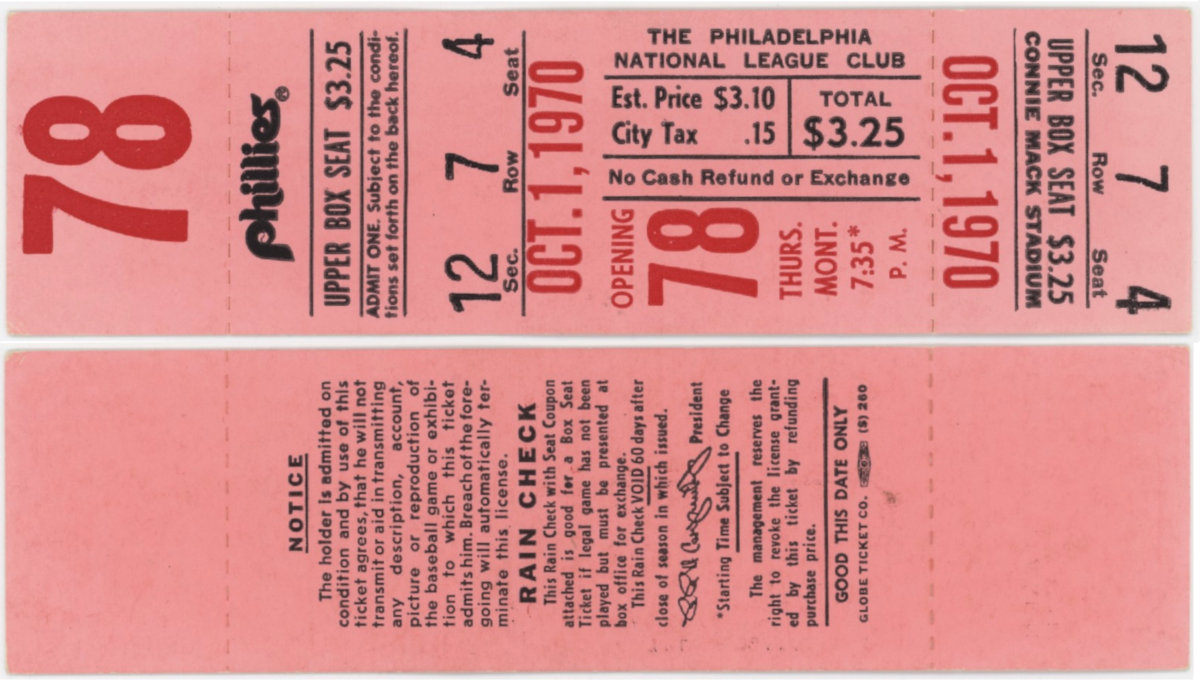 78
phillies®
UPPER BOX SEAT $3.25
ADMIT ONE. Subject to the condi-
tions set forth on the back hereof.
12 7 4
Sec. Row Seat
OCT. 1, 1970
THE PHILADELPHIA
NATIONAL LEAGUE CLUB
Est. Price $3.10
City Tax .15
TOTAL
$3.25
No Cash Refund or Exchange
OPENING
78
THURS.
MONT.
7:35*
P. M.
OCT. 1, 1970
UPPER BOX SEAT $3.25
CONNIE MACK STADIUM
12 7 4
Sec. Row Seat
NOTICE
The holder is admitted on
condition and by use of this
ticket agrees, that he will not
transmit or aid in transmitting
any description, account,
picture or reproduction of
the baseball game or exhibi-
tion to which this ticket
admits him. Breach of the fore-
going will automatically ter-
minate this license.
RAIN CHECK
This Rain Check with Seat Coupon
attached is good for a Box Seat
Ticket if legal game has not been
played but must be presented at
box office for exchange.
This Rain Check VOID 60 days after
close of season in which issued.
President
*Starting Time Subject to Change
The management reserves the
right to revoke the license grant-
ed by this ticket by refunding
purchase price.
GOOD THIS DATE ONLY
GLOBE TICKET CO. (S) 260